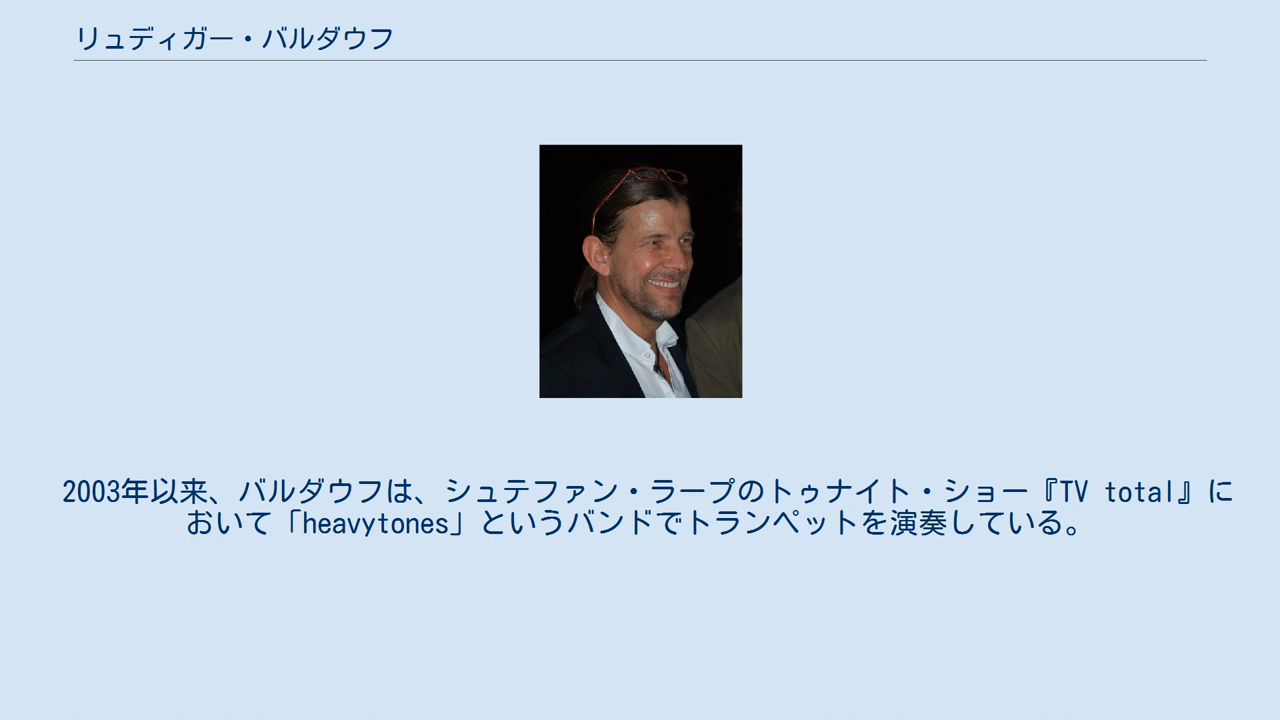 リュディガー・バルダウフ
2003年以来、バルダウフは、シュテファン・ラープのトゥナイト・ショー『TV total』に
おいて「heavytones」というバンドでトランペットを演奏している。